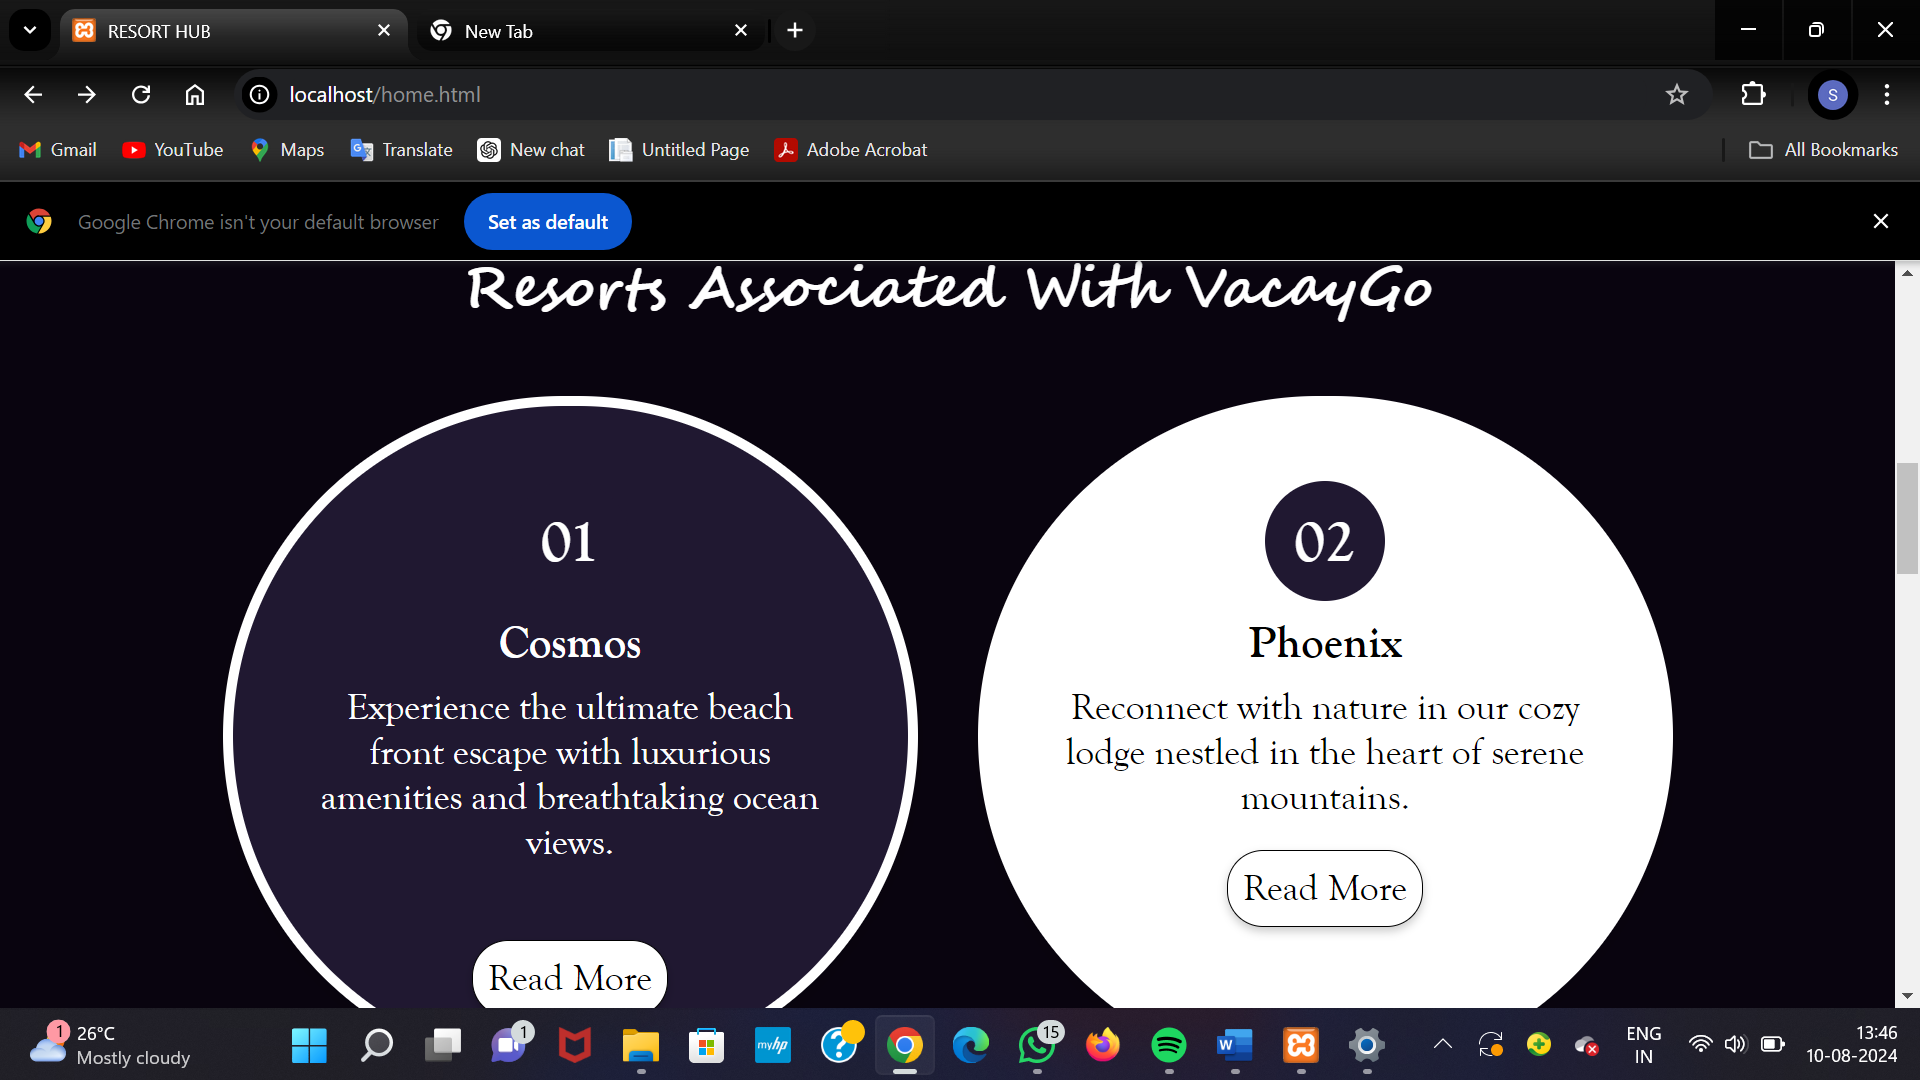 RESORT HUB
New Tab
localhost/home.html
S
Gmail
YouTube
Maps
Translate
New chat
Untitled Page
Adobe Acrobat
All Bookmarks
Google Chrome isn't your default browser
Set as default
Resorts Associated With VacayGo
01
Cosmos
Experience the ultimate beach
front escape with luxurious
amenities and breathtaking ocean
views.
Read More
02
Phoenix
Reconnect with nature in our cozy
lodge nestled in the heart of serene
mountains.
Read More
1
26°C
Mostly cloudy
1
myhp
15
W
ENG
IN
13:46
10-08-2024